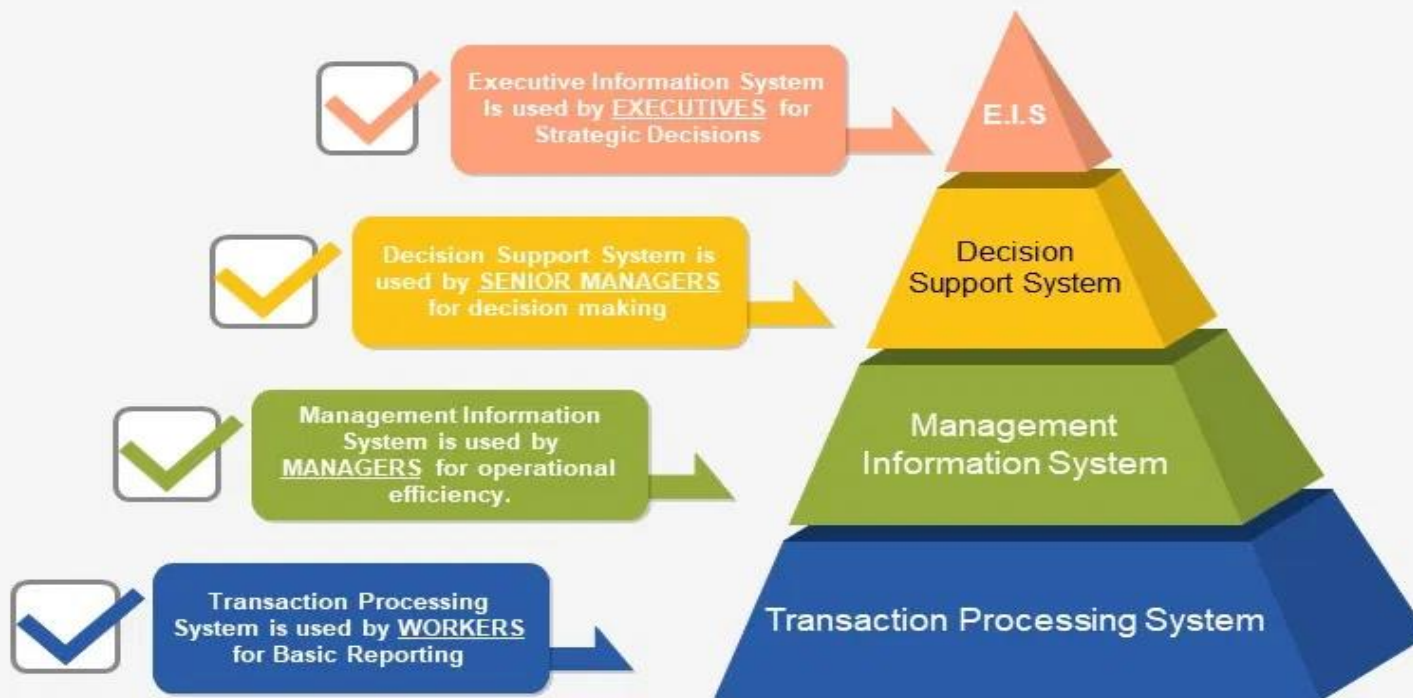 Executive Information System
Is used by EXECUTIVES for
Strategic Decisions
E.I.S
Decision Support System is
used by SENIOR MANAGERS
for decision making
Decision
Support System
Management Information
System is used by
MANAGERS for operational
efficiency.
Management
Information System
Transaction Processing
System is used by WORKERS
for Basic Reporting
Transaction Processing System